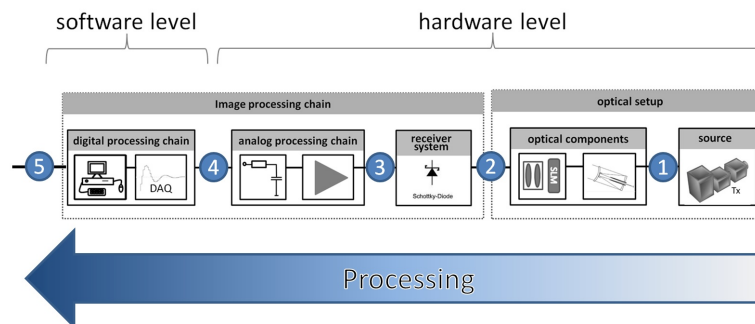 software level
hardware level
Image processing chain
optical setup
digital processing chain
analog processing chain
receiver
system
optical components
source
5
DAQ
4
3
Schottky-Diode
2
SLM
1
Tx
Processing